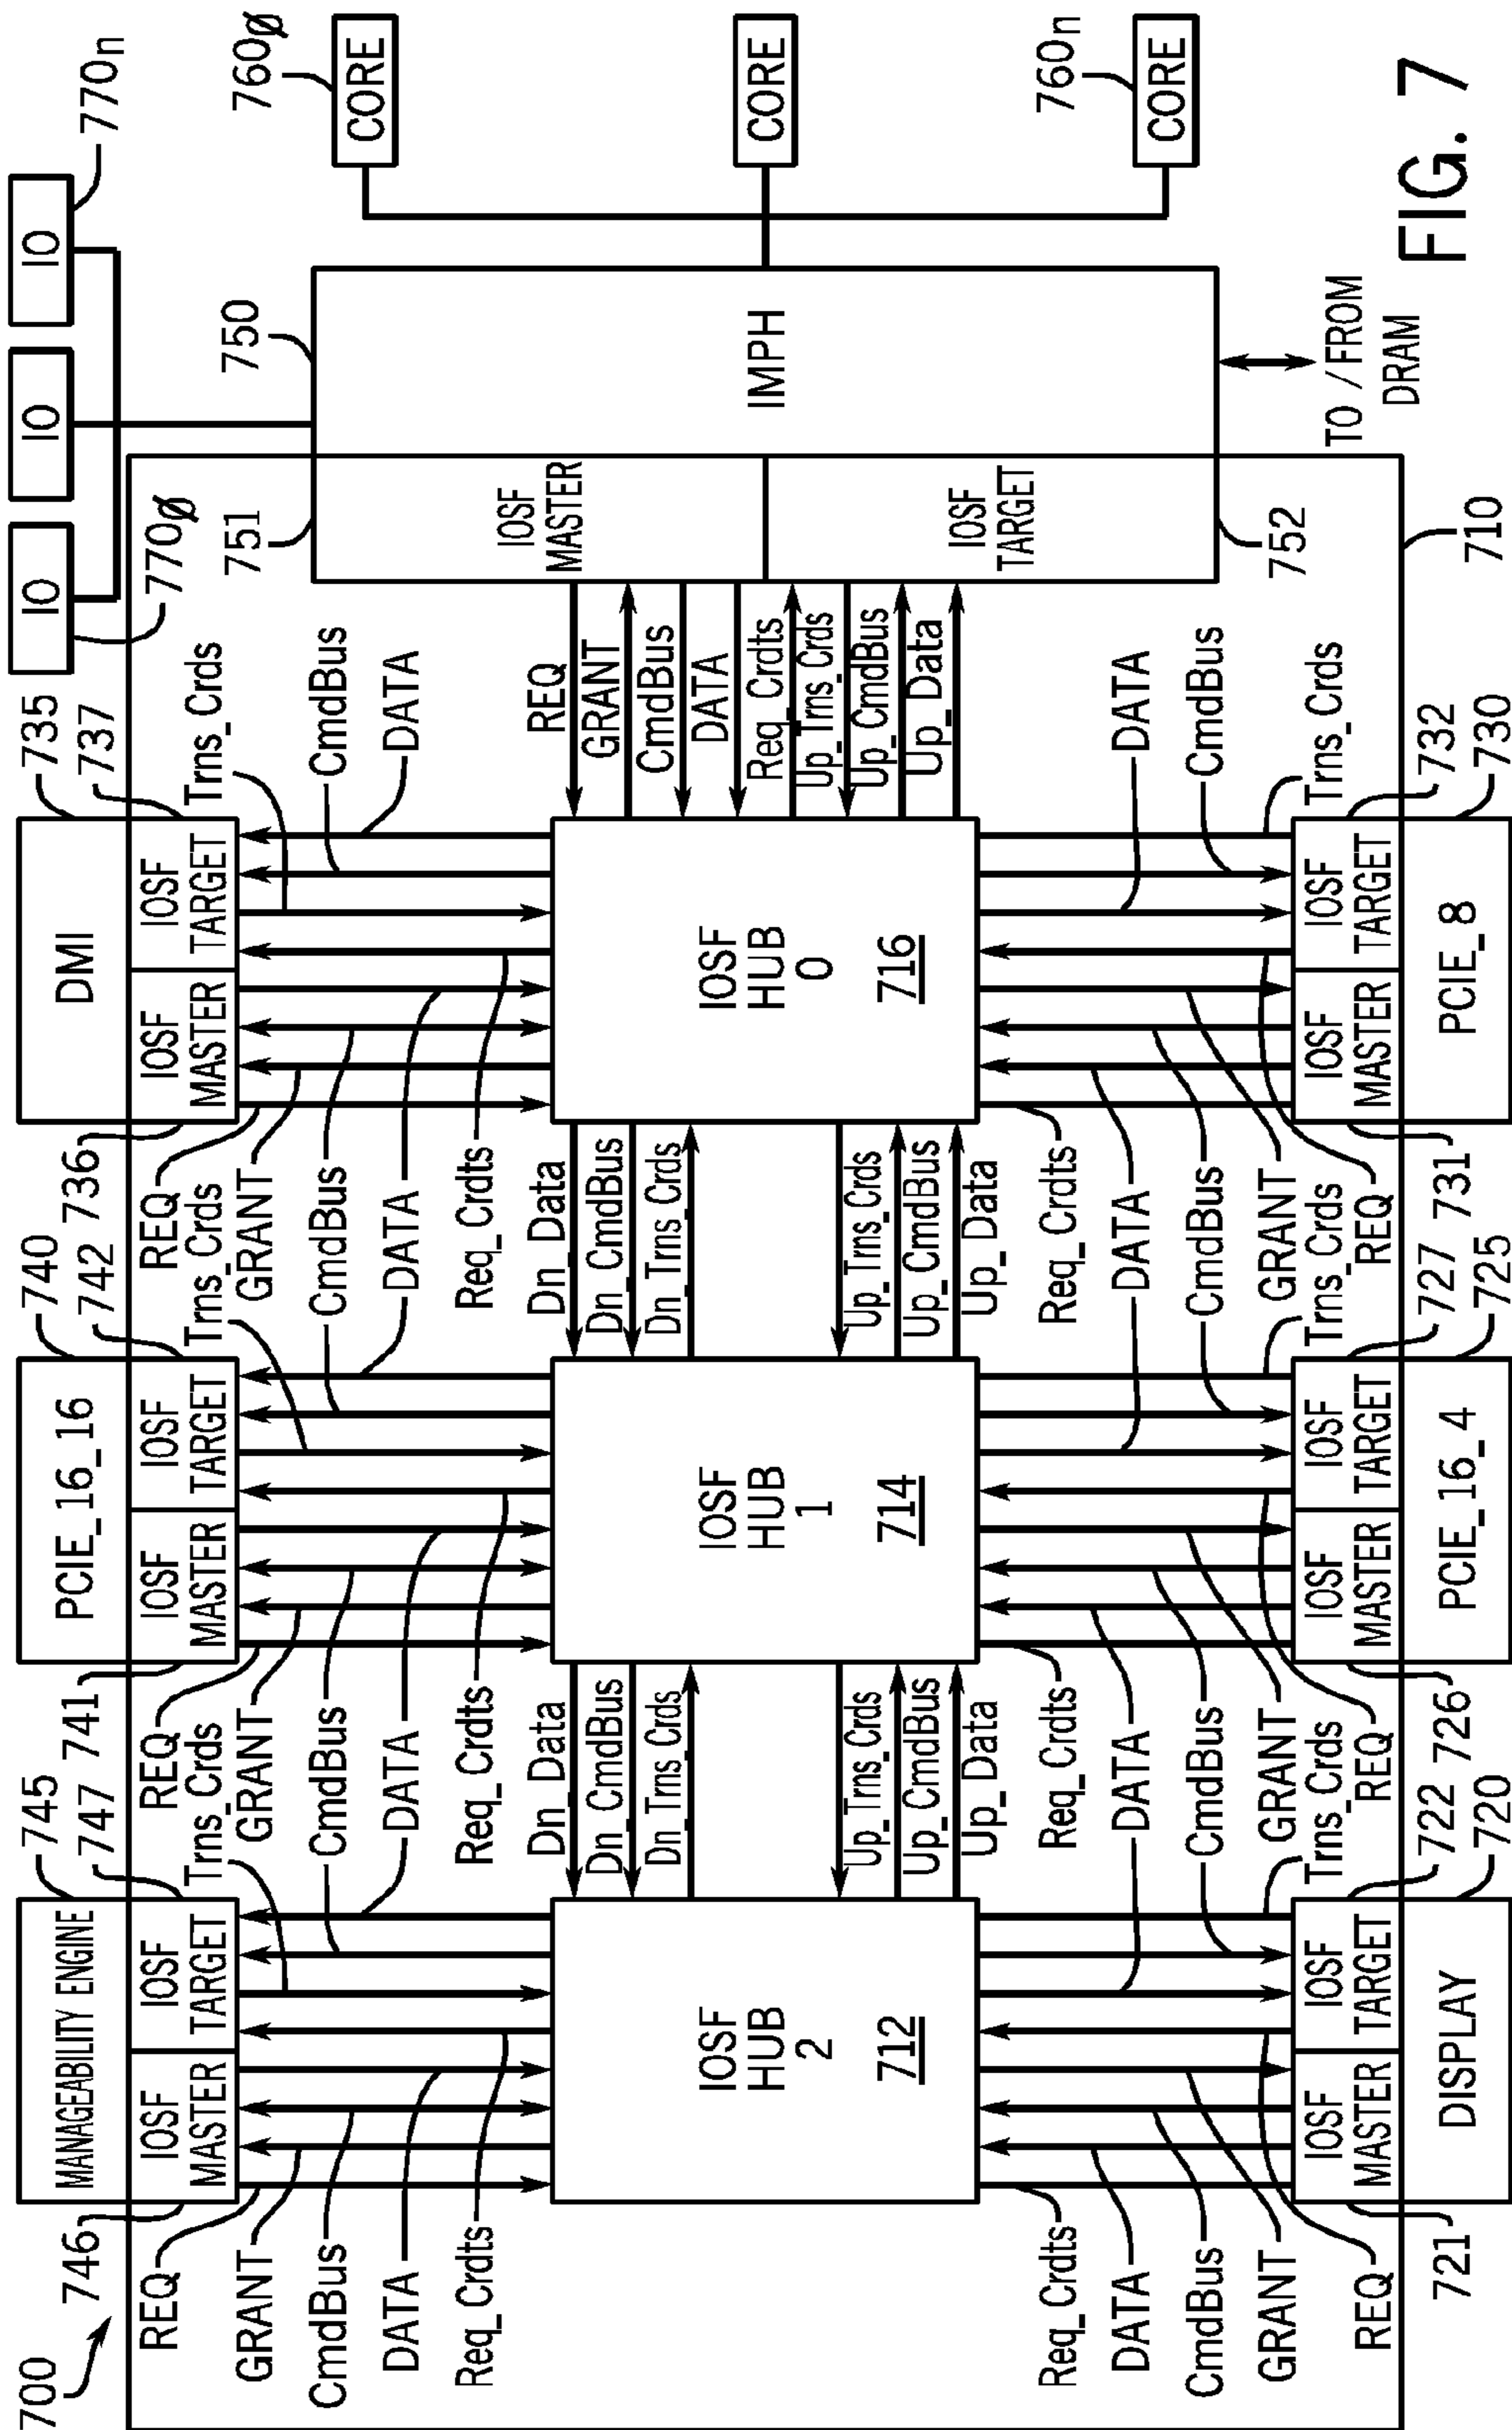 700
746
MANAGEABILITY ENGINE
IOSF
MASTER
IOSF
TARGET
745
747
741
PCIE_16_16
IOSF
MASTER
IOSF
TARGET
740
742
736
DMI
IOSF
MASTER
IOSF
TARGET
735
737
IO
770Ø
IO
IO
770n
REQ
GRANT
CmdBus
DATA
Req_Crdts
Trns_Crds
CmdBus
DATA
REQ
GRANT
Req_Crdts
Trns_Crds
CmdBus
DATA
REQ
GRANT
Req_Crdts
Trns_Crds
CmdBus
DATA
IOSF
HUB
2
712
Dn_Data
Dn_CmdBus
Dn_Trns_Crds
Up_Trns_Crds
Up_CmdBus
Up_Data
IOSF
HUB
1
714
Dn_Data
Dn_CmdBus
Dn_Trns_Crds
Up_Trns_Crds
Up_CmdBus
Up_Data
IOSF
HUB
0
716
REQ
GRANT
CmdBus
DATA
Req_Crdts
Up_Trns_Crds
Up_CmdBus
Up_Data
751
IOSF
MASTER
IOSF
TARGET
752
750
IMPH
760Ø
CORE
CORE
760n
CORE
TO / FROM
DRAM
Req_Crdts
DATA
CmdBus
GRANT
REQ
Req_Crdts
DATA
CmdBus
Trns_Crds
GRANT
REQ
Req_Crdts
DATA
CmdBus
Trns_Crds
GRANT
REQ
DATA
CmdBus
Trns_Crds
721
IOSF
MASTER
IOSF
TARGET
DISPLAY
722
720
726
IOSF
MASTER
IOSF
TARGET
PCIE_16_4
727
725
731
IOSF
MASTER
IOSF
TARGET
PCIE_8
732
730
710
FIG. 7